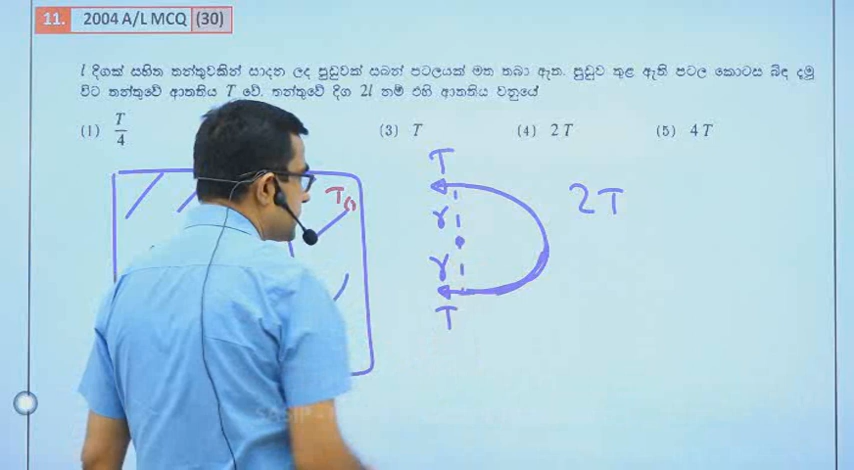 11. 2004 A/L MCQ (30)
l දිගක් සහිත තන්තුවකින් සාදන ලද පුඩුවක් සබන් පටලයක් මත තබා ඇත. පුඩුව තුළ ඇති පටල කොටස බිඳ දැමූ
විට තන්තුවේ ආතතිය T වේ. තන්තුවේ දිග 2l නම් එහි ආතතිය වනුයේ
(1) T/4 (3) T (4) 2T (5) 4T
T
T
r
2T
r
T